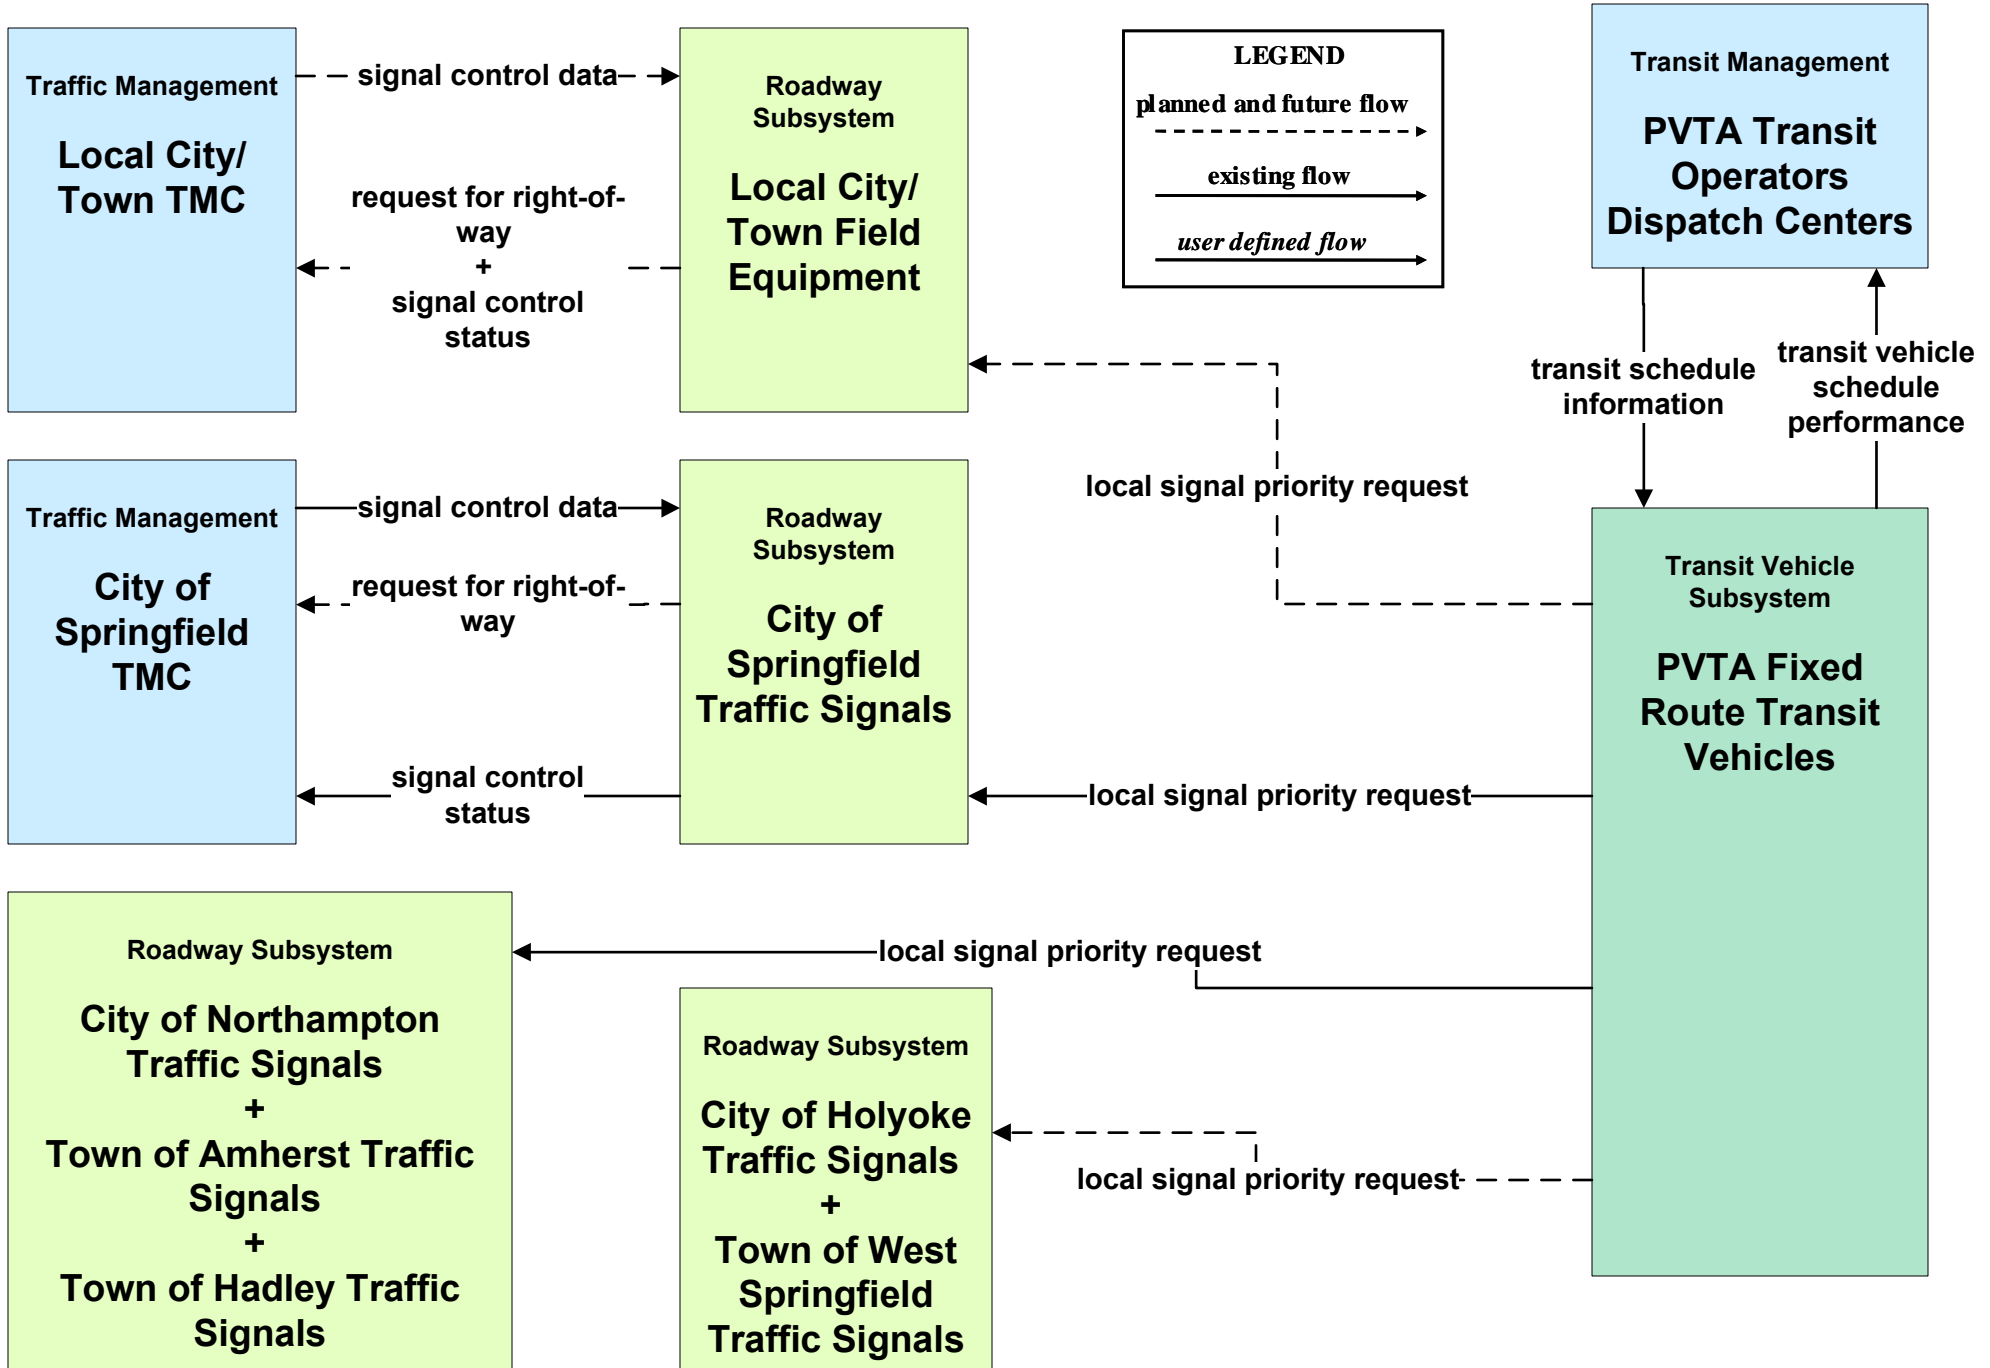 Traffic Management
Local City/
Town TMC
signal control data
request for right-of-
way
+
signal control
status
Roadway
Subsystem
Local City/
Town Field
Equipment
LEGEND
planned and future flow
existing flow
user defined flow
Transit Management
PVTA Transit
Operators
Dispatch Centers
transit schedule
information
transit vehicle
schedule
performance
local signal priority request
Traffic Management
City of
Springfield
TMC
signal control data
request for right-of-
way
signal control
status
Roadway
Subsystem
City of
Springfield
Traffic Signals
local signal priority request
Transit Vehicle
Subsystem
PVTA Fixed
Route Transit
Vehicles
Roadway Subsystem
City of Northampton
Traffic Signals
+
Town of Amherst Traffic
Signals
+
Town of Hadley Traffic
Signals
local signal priority request
Roadway Subsystem
City of Holyoke
Traffic Signals
+
Town of West
Springfield
Traffic Signals
local signal priority request